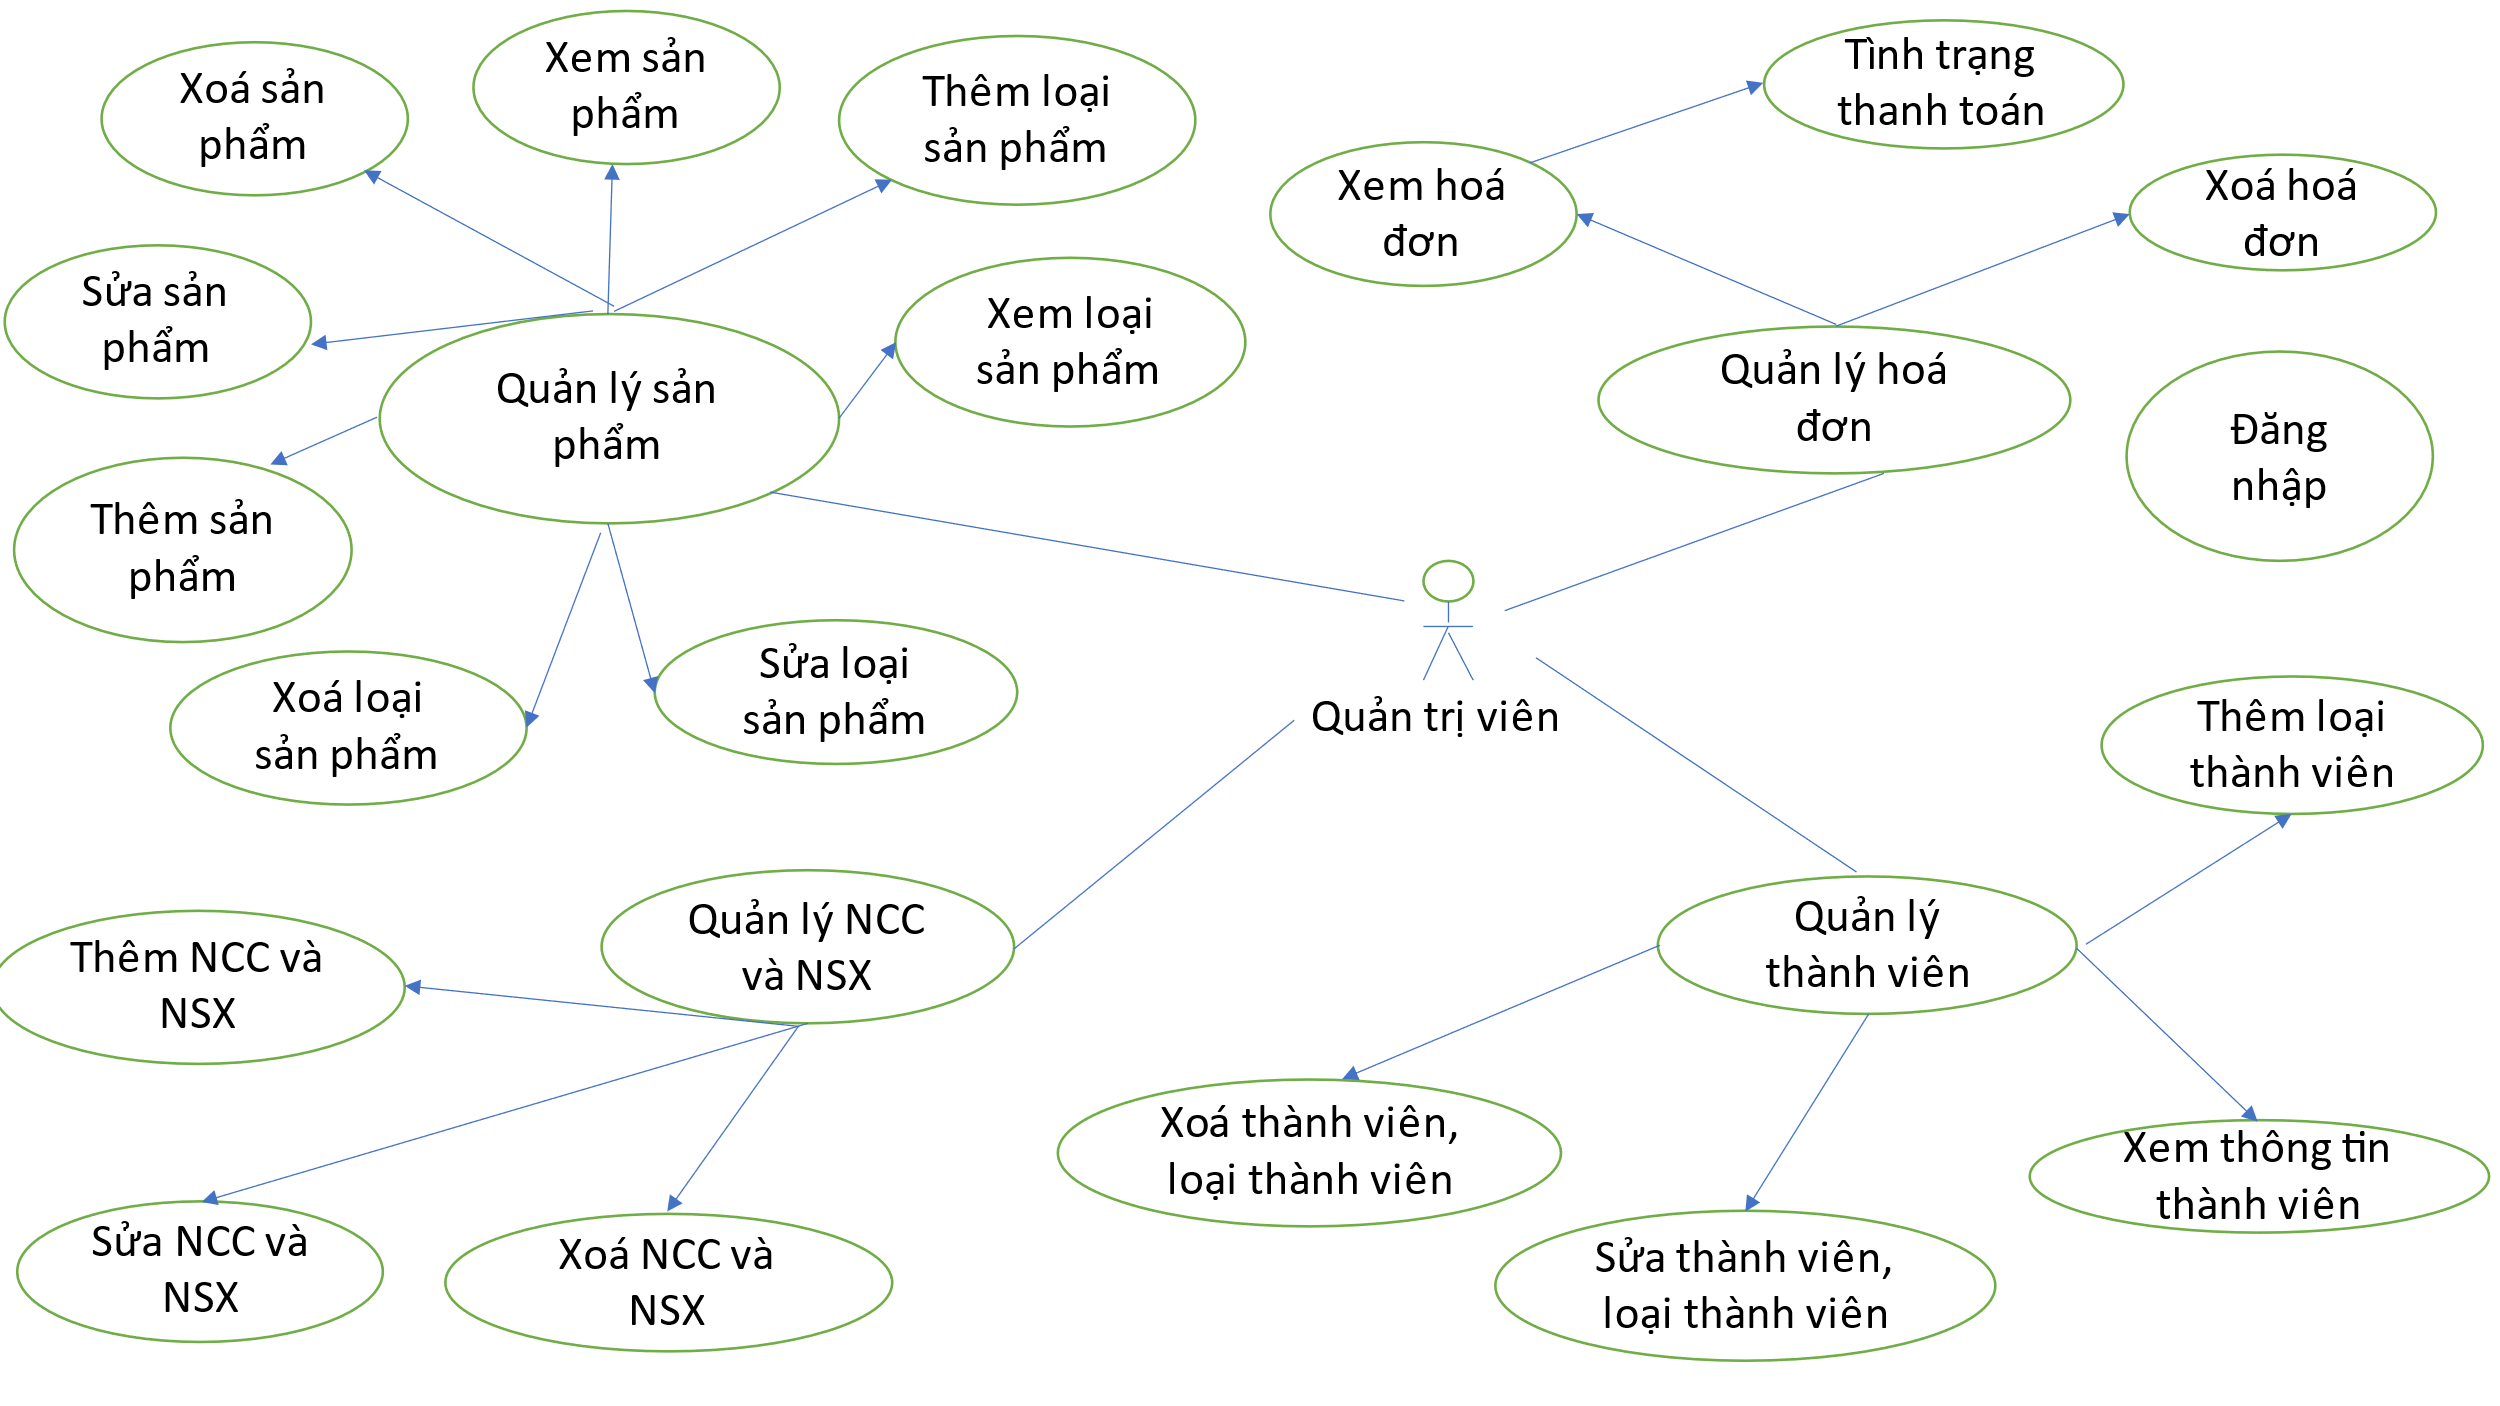 Xoá sản
phẩm
Xem sản
phẩm
Thêm loại
sản phẩm
Tình trạng
thanh toán
Xem hoá
đơn
Xoá hoá
đơn
Sửa sản
phẩm
Quản lý sản
phẩm
Xem loại
sản phẩm
Quản lý hoá
đơn
Đăng
nhập
Thêm sản
phẩm
Xoá loại
sản phẩm
Sửa loại
sản phẩm
Quản trị viên
Thêm loại
thành viên
Thêm NCC và
NSX
Quản lý NCC
và NSX
Quản lý
thành viên
Xoá thành viên,
loại thành viên
Xem thông tin
thành viên
Sửa NCC và
NSX
Xoá NCC và
NSX
Sửa thành viên,
loại thành viên